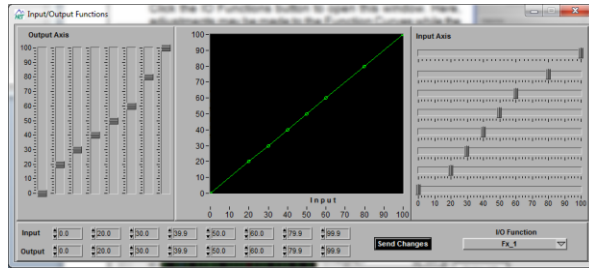 Click the IO Functions button to open this window. Here,
adjustments may be made to the Function Curves while the
Input/Output Functions
Output Axis
100
90
80
70
60
50
40
30
20
10
0
100
90
80
70
60
50
40
30
20
10
0
Input
0 10 20 30 40 50 60 70 80 90 100
Input Axis
0 10 20 30 40 50 60 70 80 90 100
Input 0.0 20.0 30.0 39.9 50.0 60.0 79.9 99.9
Output 0.0 20.0 30.0 39.9 50.0 60.0 79.9 99.9
Send Changes
I/O Function
Fx_1